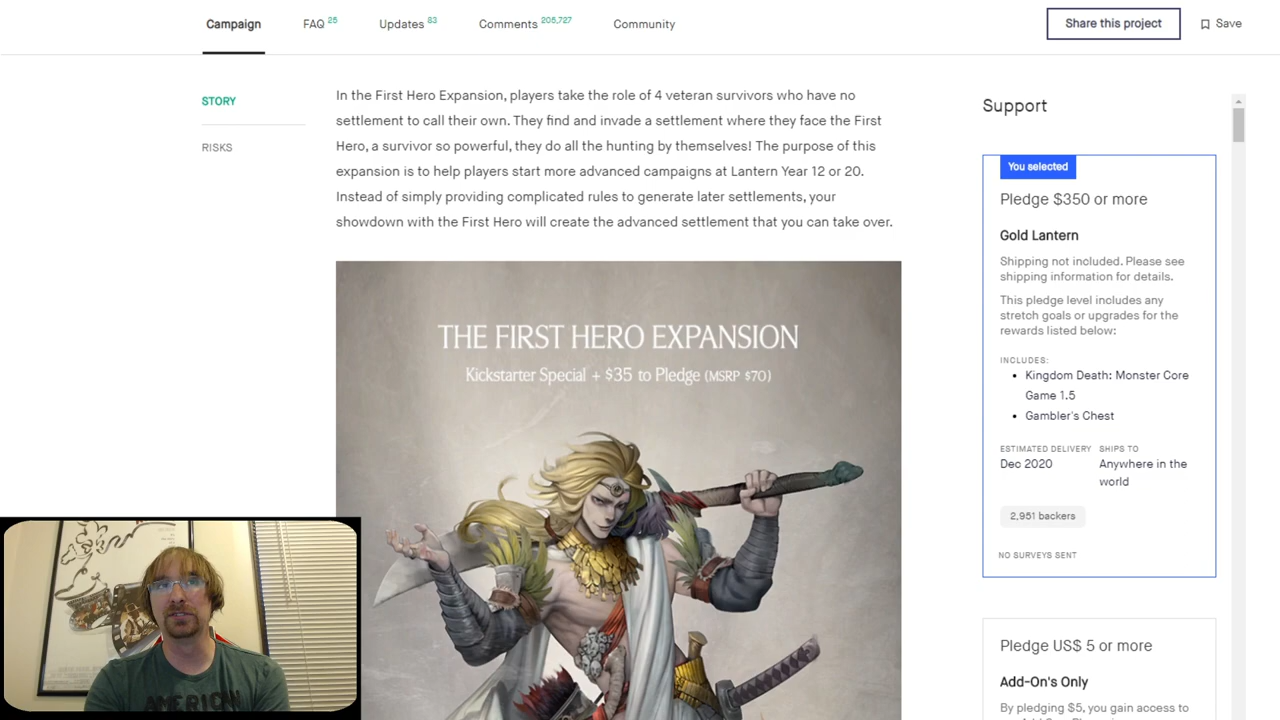 Campaign
FAQ 25
Updates 83
Comments 205,727
Community
Share this project
Save
STORY
RISKS
In the First Hero Expansion, players take the role of 4 veteran survivors who have no
settlement to call their own. They find and invade a settlement where they face the First
Hero, a survivor so powerful, they do all the hunting by themselves! The purpose of this
expansion is to help players start more advanced campaigns at Lantern Year 12 or 20.
Instead of simply providing complicated rules to generate later settlements, your
showdown with the First Hero will create the advanced settlement that you can take over.
THE FIRST HERO EXPANSION
Kickstarter Special + $35 to Pledge (MSRP $70)
Support
You selected
Pledge $350 or more
Gold Lantern
Shipping not included. Please see
shipping information for details.
This pledge level includes any
stretch goals or upgrades for the
rewards listed below:
INCLUDES:
• Kingdom Death: Monster Core
Game 1.5
• Gambler's Chest
ESTIMATED DELIVERY
Dec 2020
SHIPS TO
Anywhere in the
world
2,951 backers
NO SURVEYS SENT
Pledge US$ 5 or more
Add-On's Only
By pledging $5, you gain access to
AMERICAN